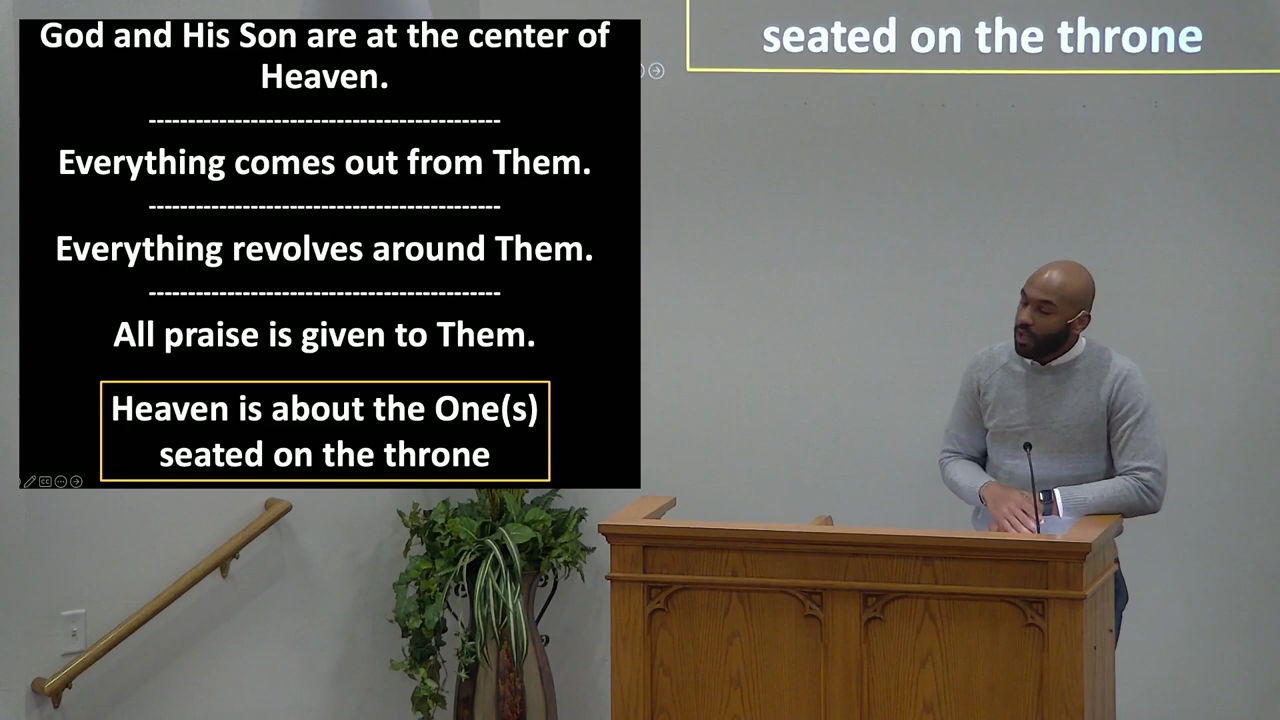 God and His Son are at the center of
Heaven.
---------------------------------------------
Everything comes out from Them.
---------------------------------------------
Everything revolves around Them.
---------------------------------------------
All praise is given to Them.
Heaven is about the One(s)
seated on the throne
seated on the throne